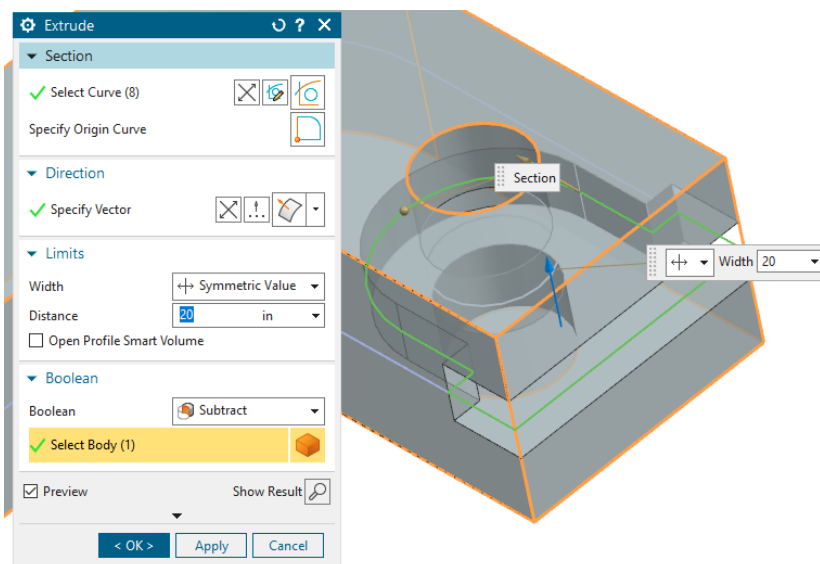 Extrude
Section
Select Curve (8)
Specify Origin Curve
Direction
Specify Vector
Limits
Width Symmetric Value
Distance 20 in
Open Profile Smart Volume
Boolean
Boolean Subtract
Select Body (1)
Preview Show Result
< OK > Apply Cancel
Section
Width 20